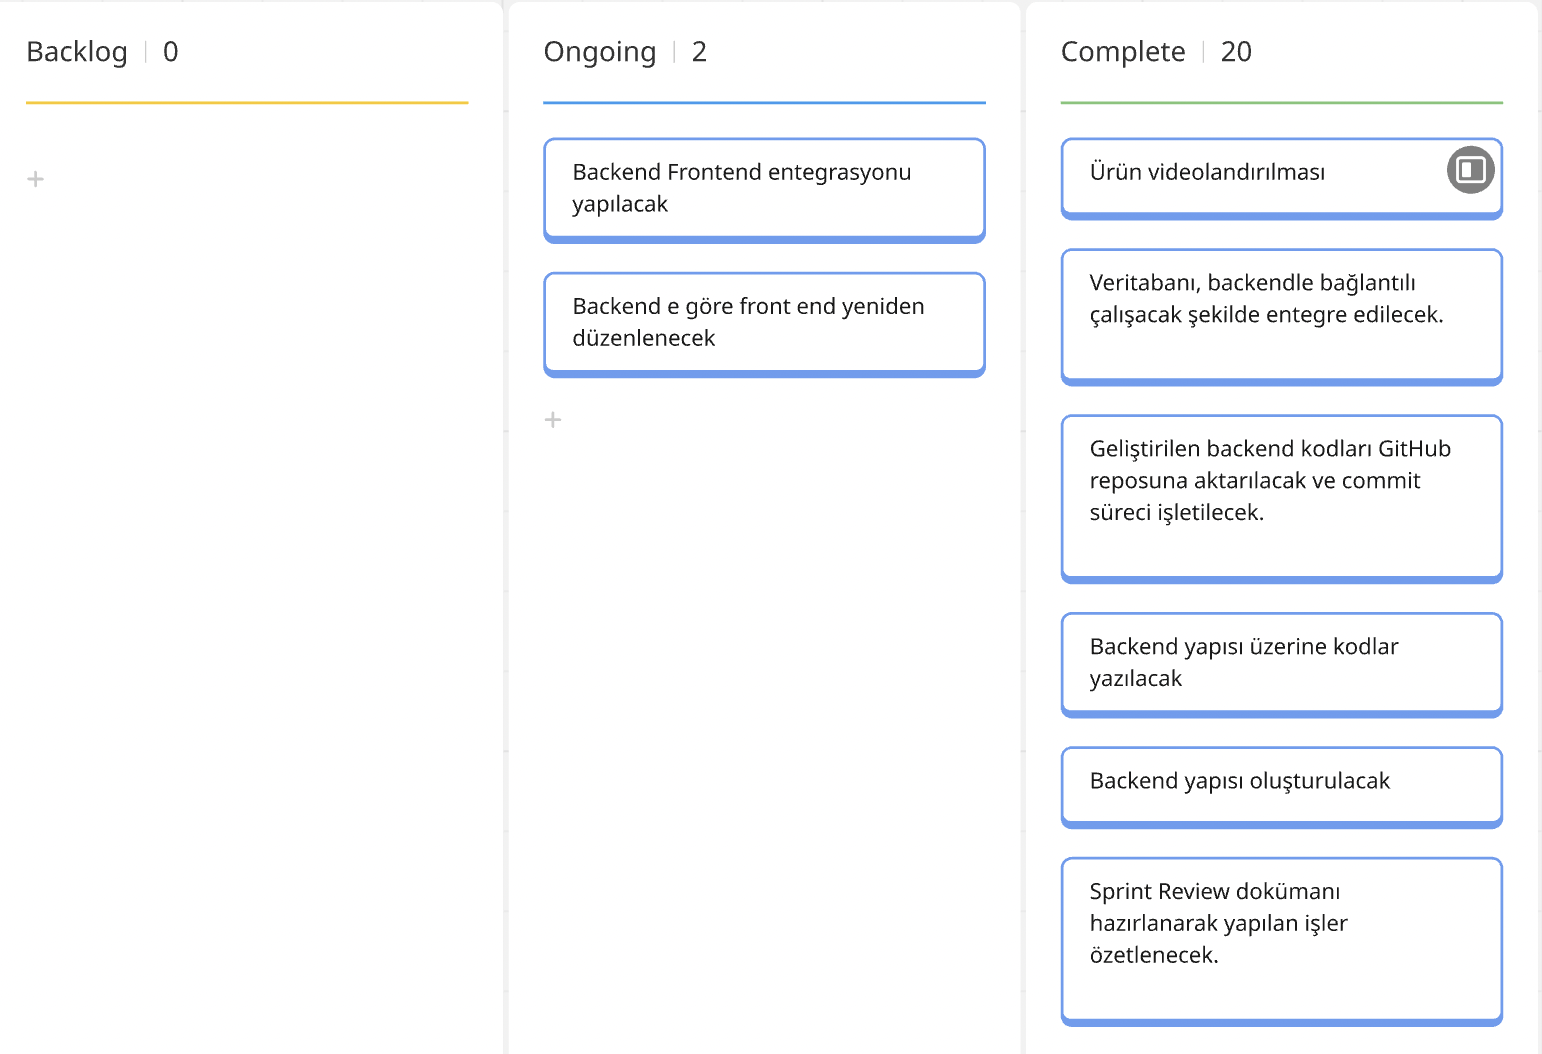 Backlog | 0
Ongoing | 2
Backend Frontend entegrasyonu
yapılacak
Backend e göre front end yeniden
düzenlenecek
Complete | 20
Ürün videolandırılması
Veritabanı, backendle bağlantılı
çalışacak şekilde entegre edilecek.
Geliştirilen backend kodları GitHub
reposuna aktarılacak ve commit
süreci işletilecek.
Backend yapısı üzerine kodlar
yazılacak
Backend yapısı oluşturulacak
Sprint Review dokümanı
hazırlanarak yapılan işler
özetlenecek.